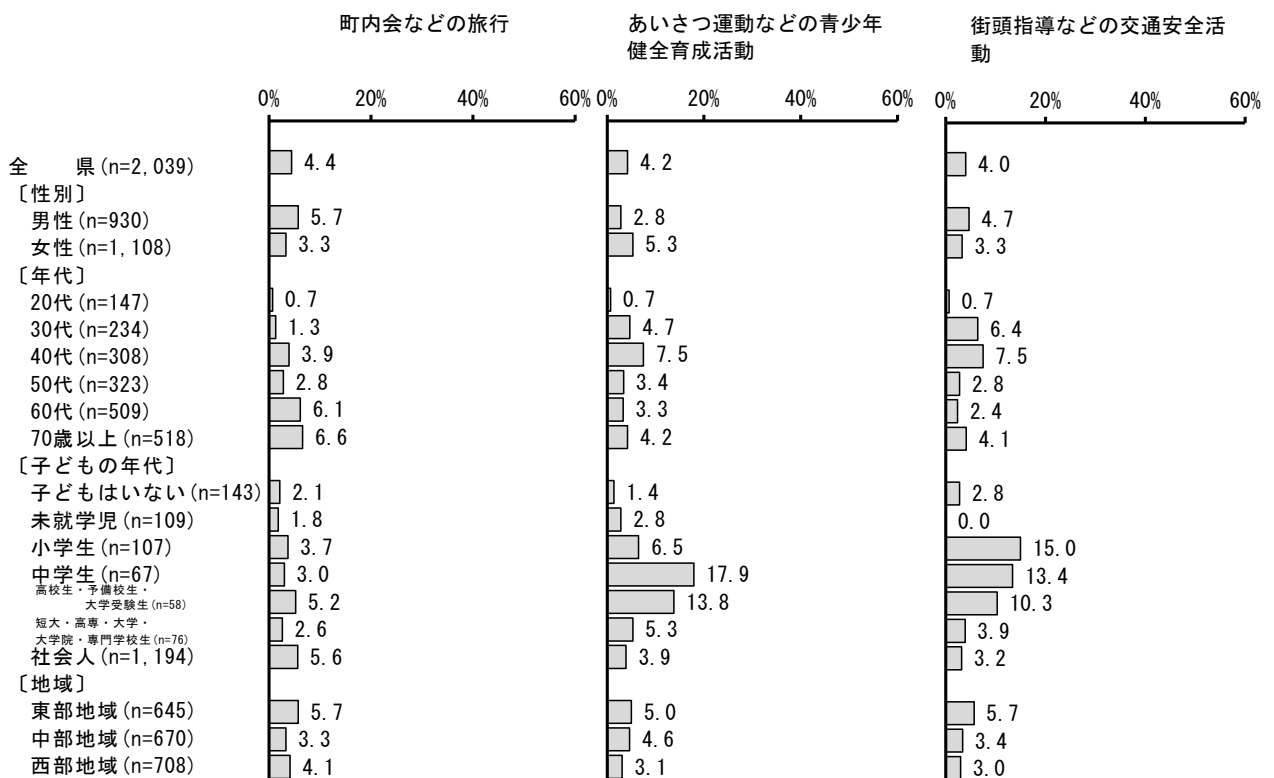 町内会などの旅行
あいさつ運動などの青少年
健全育成活動
街頭指導などの交通安全活
動
0% 20% 40% 60% 0% 20% 40% 60% 0% 20% 40% 60%
全　　県(n=2,039) 4.4 4.2 4.0
〔性別〕
男性(n=930) 5.7 2.8 4.7
女性(n=1,108) 3.3 5.3 3.3
〔年代〕
20代(n=147) 0.7 0.7 0.7
30代(n=234) 1.3 4.7 6.4
40代(n=308) 3.9 7.5 7.5
50代(n=323) 2.8 3.4 2.8
60代(n=509) 6.1 3.3 2.4
70歳以上(n=518) 6.6 4.2 4.1
〔子どもの年代〕
子どもはいない(n=143) 2.1 1.4 2.8
未就学児(n=109) 1.8 2.8 0.0
小学生(n=107) 3.7 6.5 15.0
中学生(n=67) 3.0 17.9 13.4
高校生・予備校生・
大学受験生(n=58) 5.2 13.8 10.3
短大・高専・大学・
大学院・専門学校生(n=76) 2.6 5.3 3.9
社会人(n=1,194) 5.6 3.9 3.2
〔地域〕
東部地域(n=645) 5.7 5.0 5.7
中部地域(n=670) 3.3 4.6 3.4
西部地域(n=708) 4.1 3.1 3.0